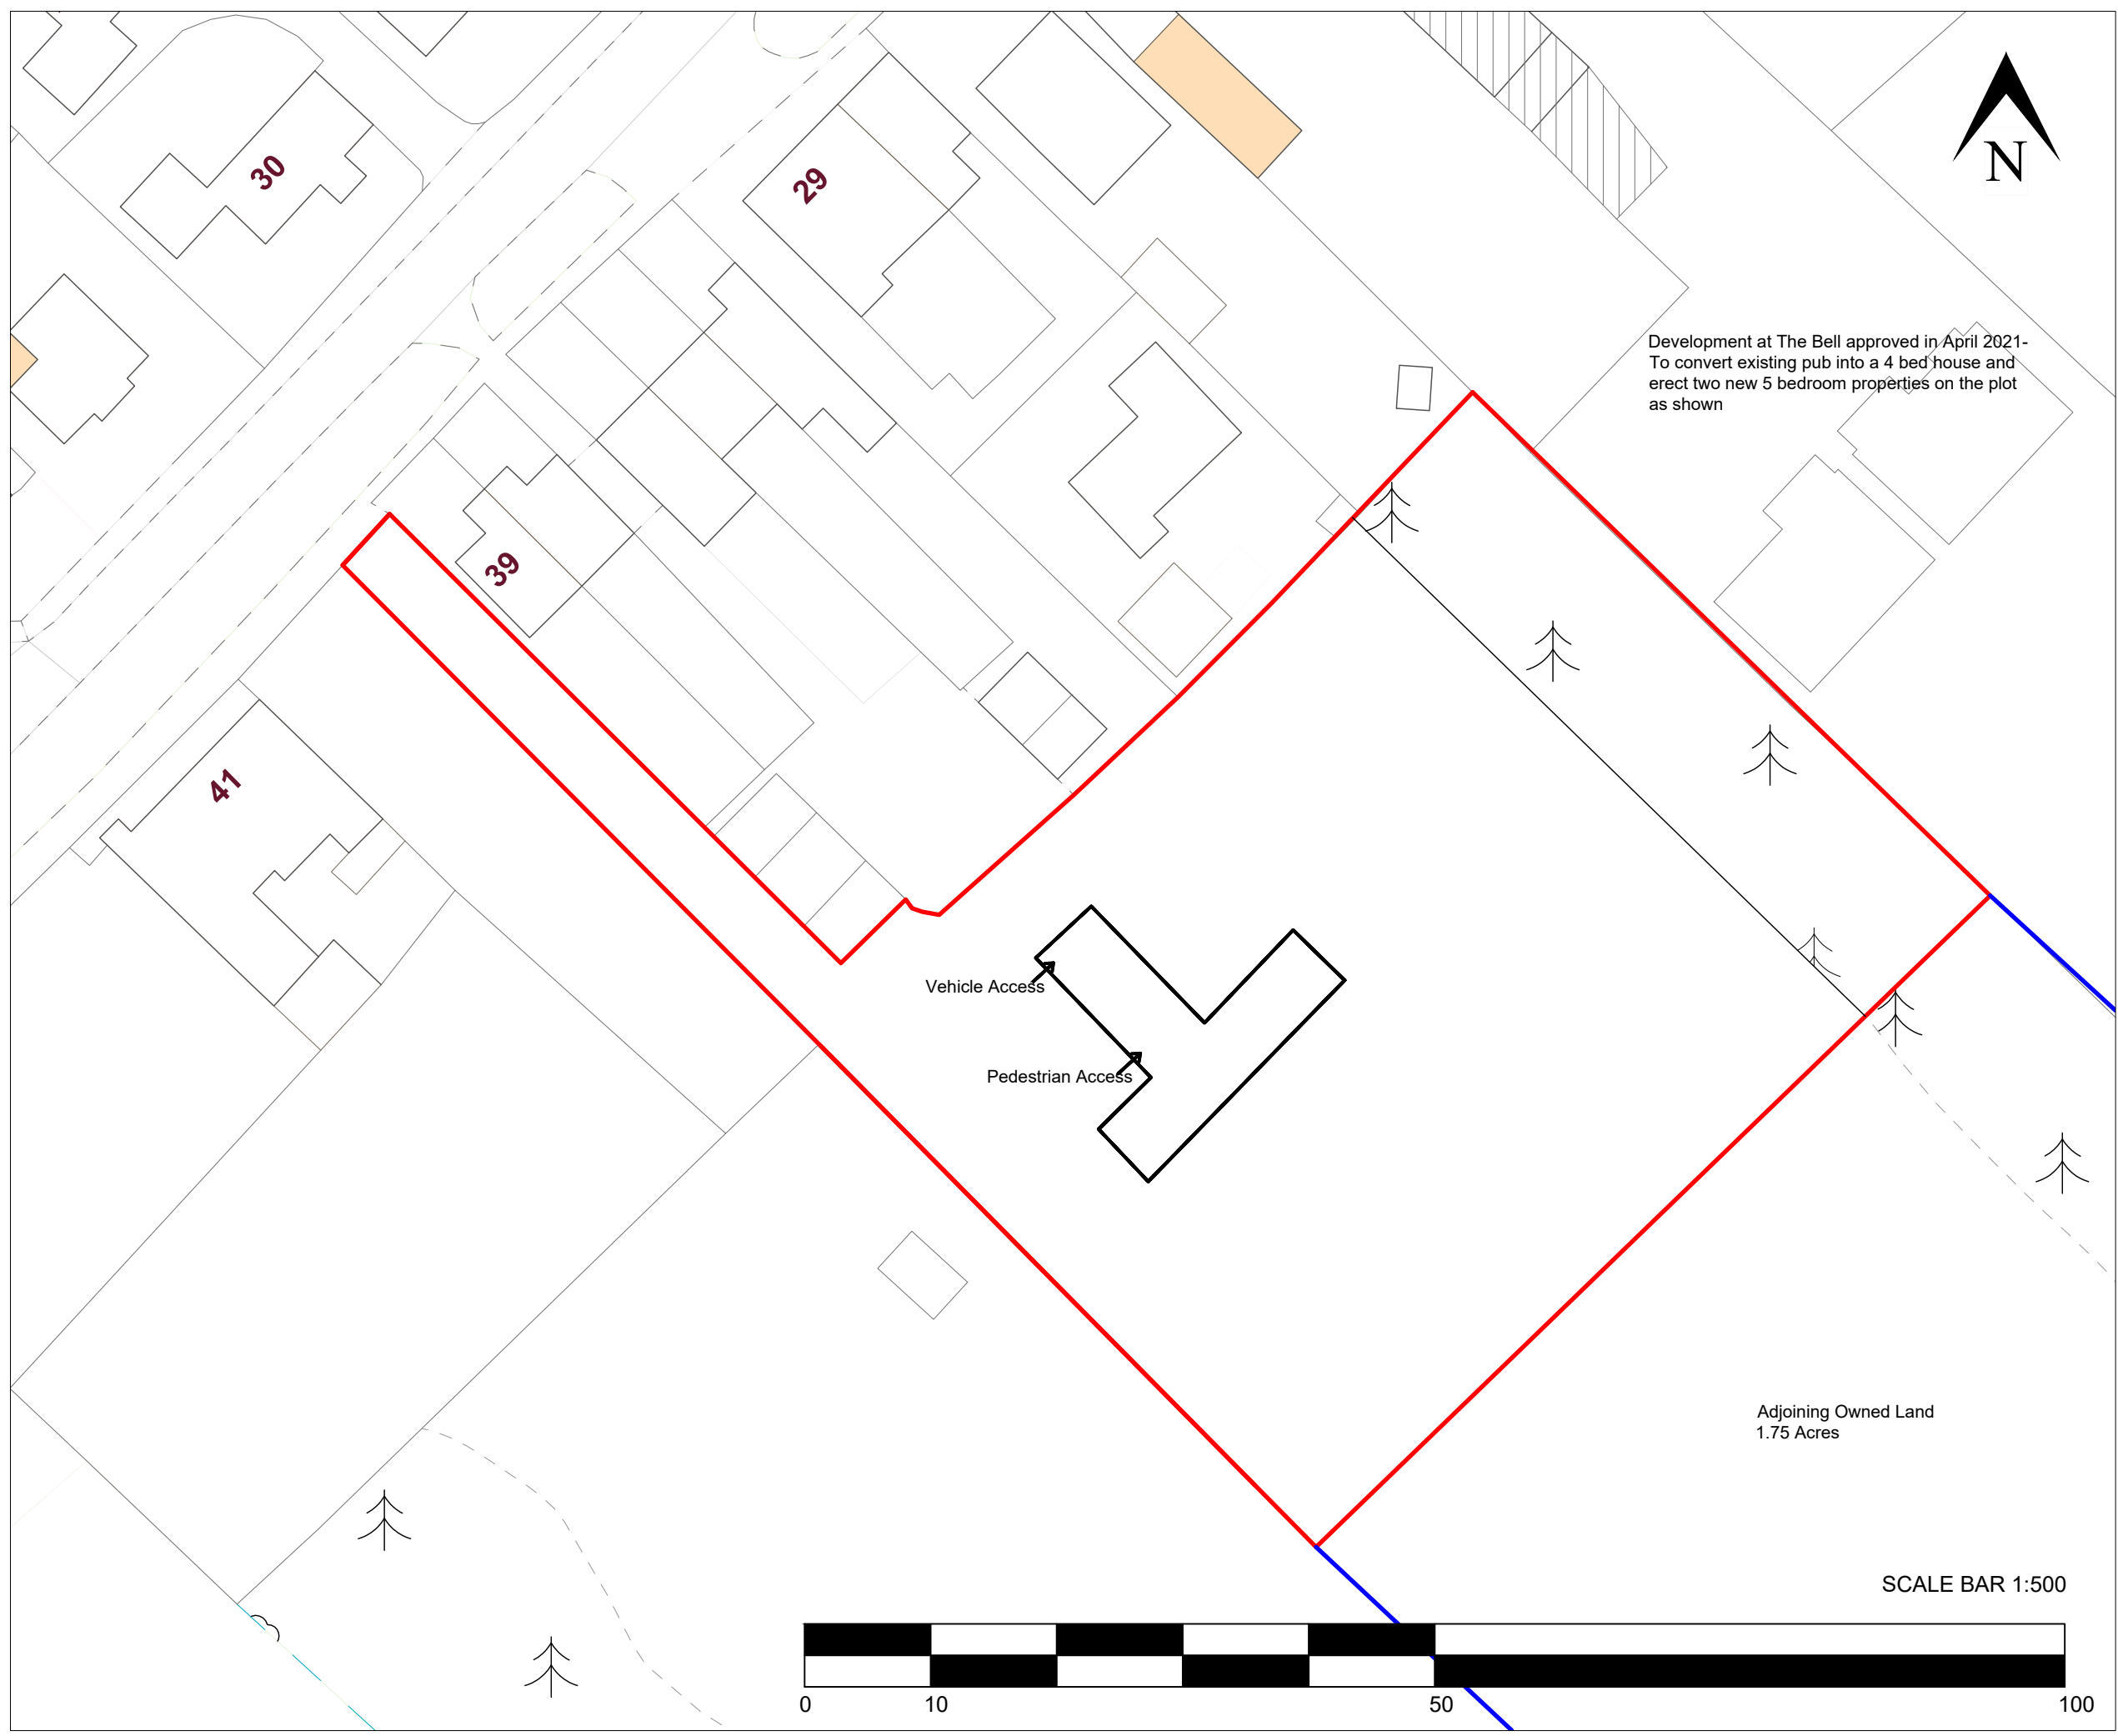 30
29
N
Development at The Bell approved in April 2021-
To convert existing pub into a 4 bed house and
erect two new 5 bedroom properties on the plot
as shown
39
41
Vehicle Access
Pedestrian Access
Adjoining Owned Land
1.75 Acres
SCALE BAR 1:500
0 10 50 100